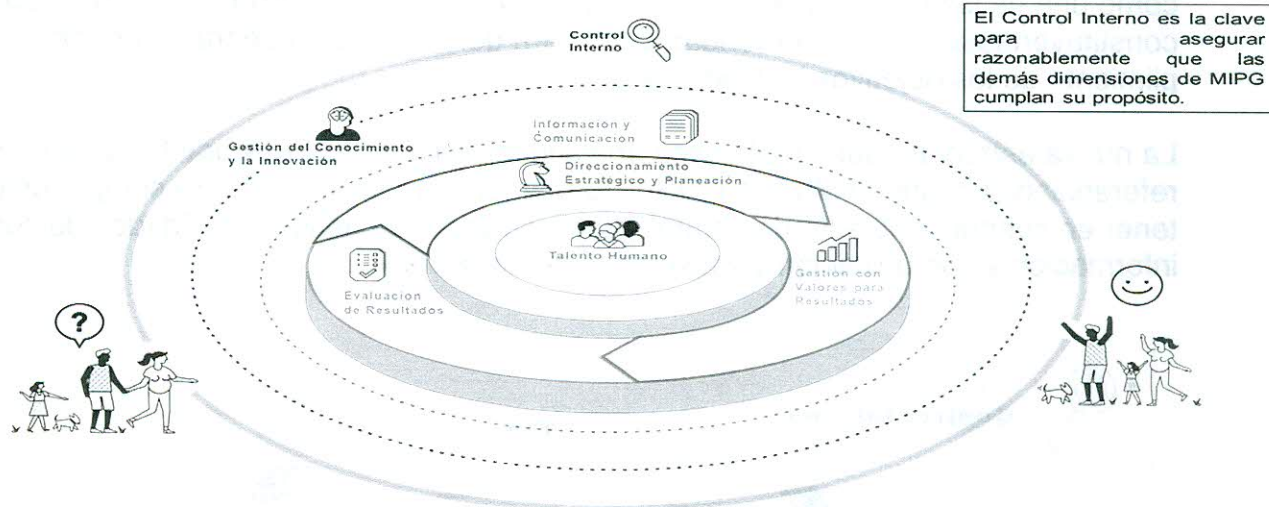 Control
Interno
El Control Interno es la clave
para asegurar
razonablemente que las
demás dimensiones de MIPG
cumplan su propósito.
Gestión del Conocimiento
y la Innovación
Información y
Comunicación
Direccionamiento
Estratégico y Planeación
Talento Humano
Gestión con
Valores para
Resultados
Evaluación
de Resultados
?